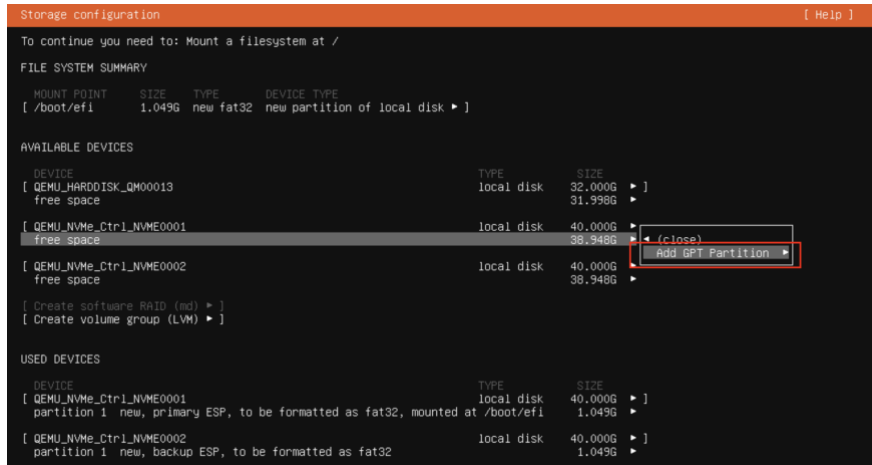 Storage configuration [ Help ]
To continue you need to: Mount a filesystem at /
FILE SYSTEM SUMMARY
MOUNT POINT SIZE TYPE DEVICE TYPE
[ /boot/efi 1.049G new fat32 new partition of local disk ► ]
AVAILABLE DEVICES
DEVICE TYPE SIZE
[ QEMU_HARDDISK_QM00013 local disk 32.000G ► ]
free space 31.998G ►
[ QEMU_NVMe_Ctrl_NVME0001 local disk 40.000G ►
free space 38.948G ► ◄ (close)
Add GPT Partition ►
[ QEMU_NVMe_Ctrl_NVME0002 local disk 40.000G ►
free space 38.948G ►
[ Create software RAID (md) ► ]
[ Create volume group (LVM) ► ]
USED DEVICES
DEVICE TYPE SIZE
[ QEMU_NVMe_Ctrl_NVME0001 local disk 40.000G ► ]
partition 1 new, primary ESP, to be formatted as fat32, mounted at /boot/efi 1.049G ►
[ QEMU_NVMe_Ctrl_NVME0002 local disk 40.000G ► ]
partition 1 new, backup ESP, to be formatted as fat32 1.049G ►